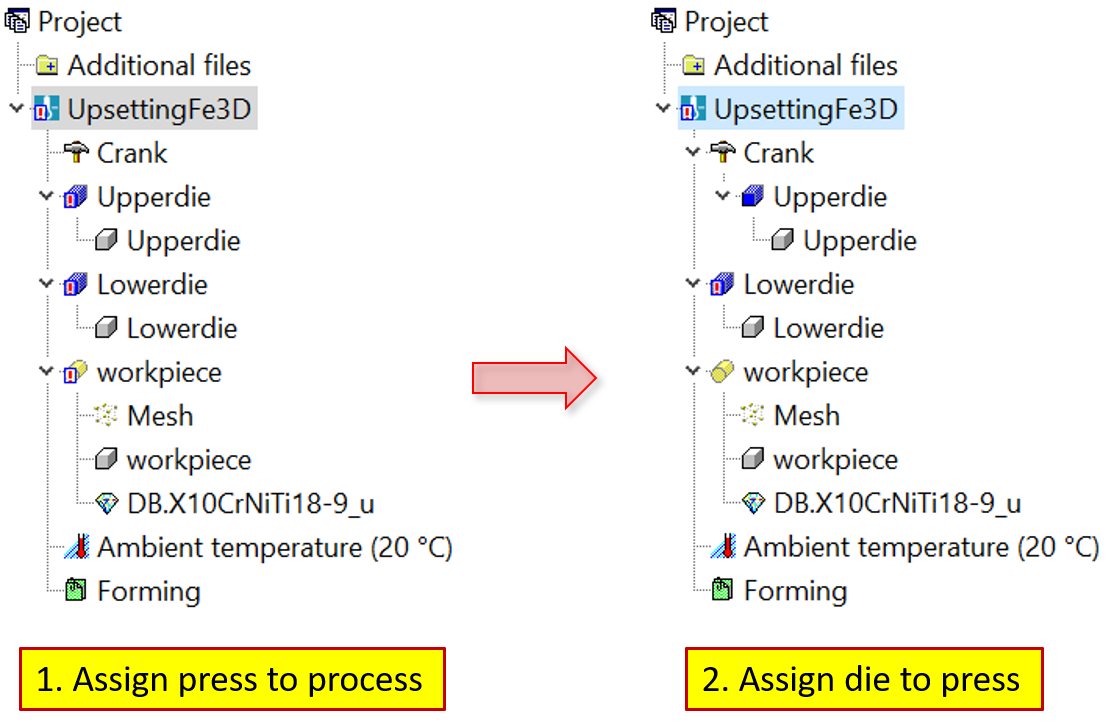 Project
Additional files
UpsettingFe3D
Crank
Upperdie
Upperdie
Lowerdie
Lowerdie
workpiece
Mesh
workpiece
DB.X10CrNiTi18-9_u
Ambient temperature (20 °C)
Forming
1. Assign press to process
Project
Additional files
UpsettingFe3D
Crank
Upperdie
Upperdie
Lowerdie
Lowerdie
workpiece
Mesh
workpiece
DB.X10CrNiTi18-9_u
Ambient temperature (20 °C)
Forming
2. Assign die to press